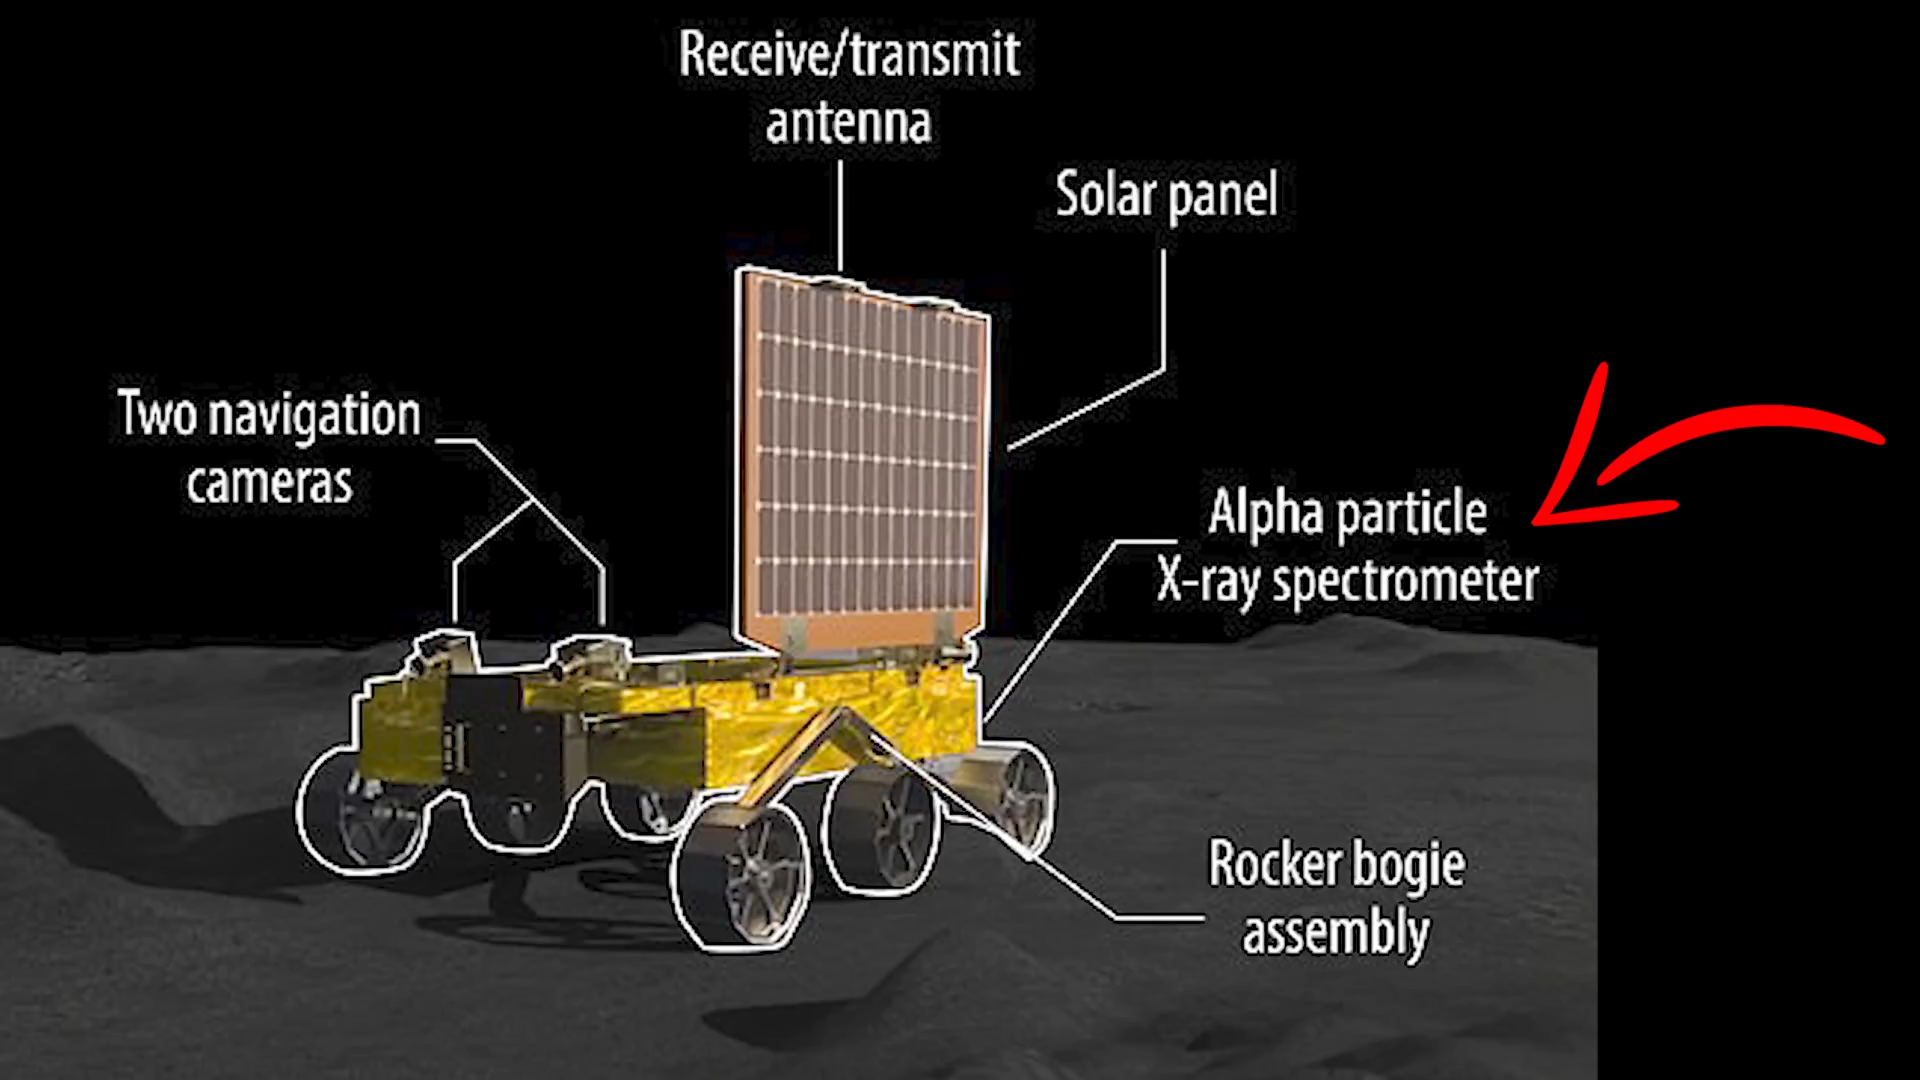 Receive/transmit
antenna
Solar panel
Two navigation
cameras
Alpha particle
X-ray spectrometer
Rocker bogie
assembly